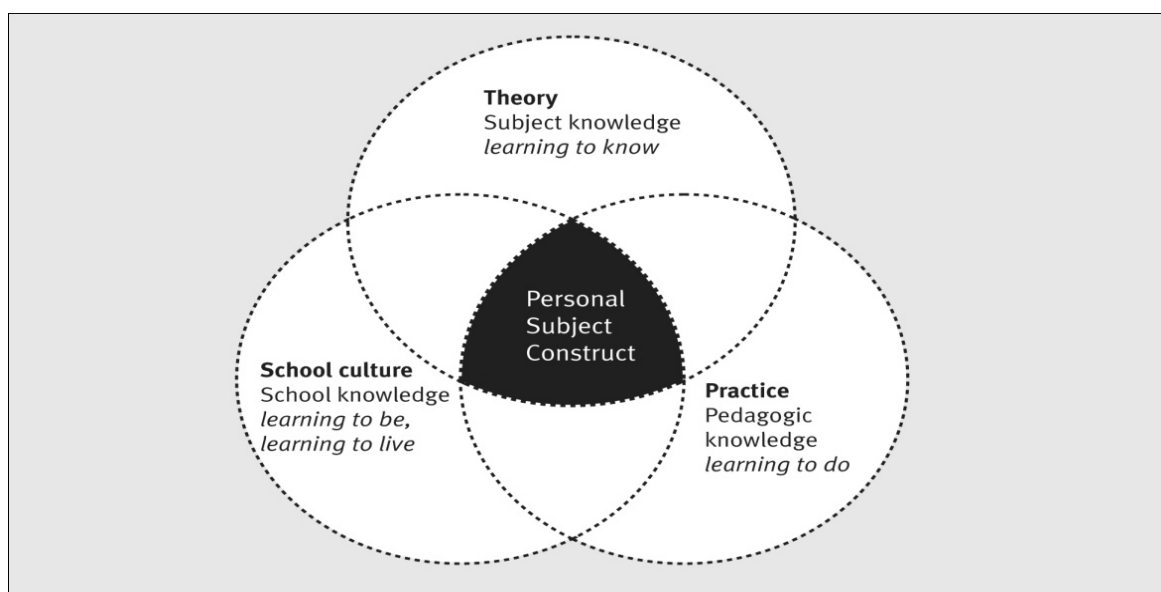 Theory
Subject knowledge
learning to know
Personal
Subject
Construct
School culture
School knowledge
learning to be,
learning to live
Practice
Pedagogic
knowledge
learning to do